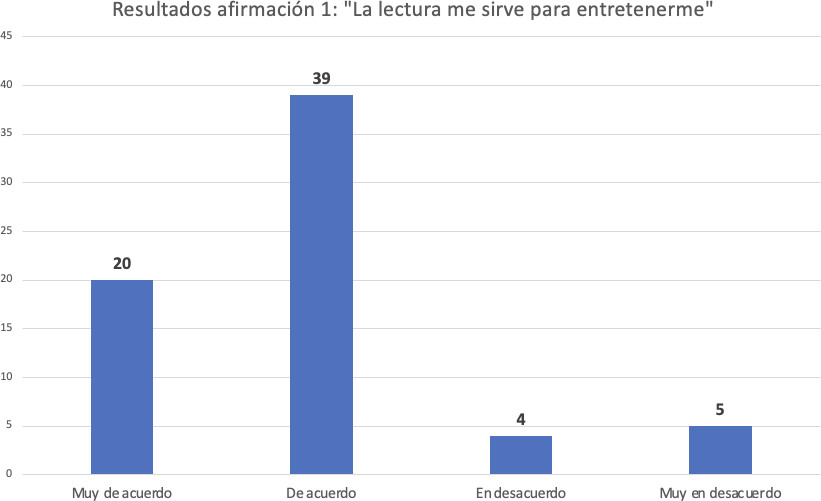 Resultados afirmación 1: "La lectura me sirve para entretenerme"
45
40
35
30
25
20
15
10
5
0
20
39
4
5
Muy de acuerdo
De acuerdo
En desacuerdo
Muy en desacuerdo